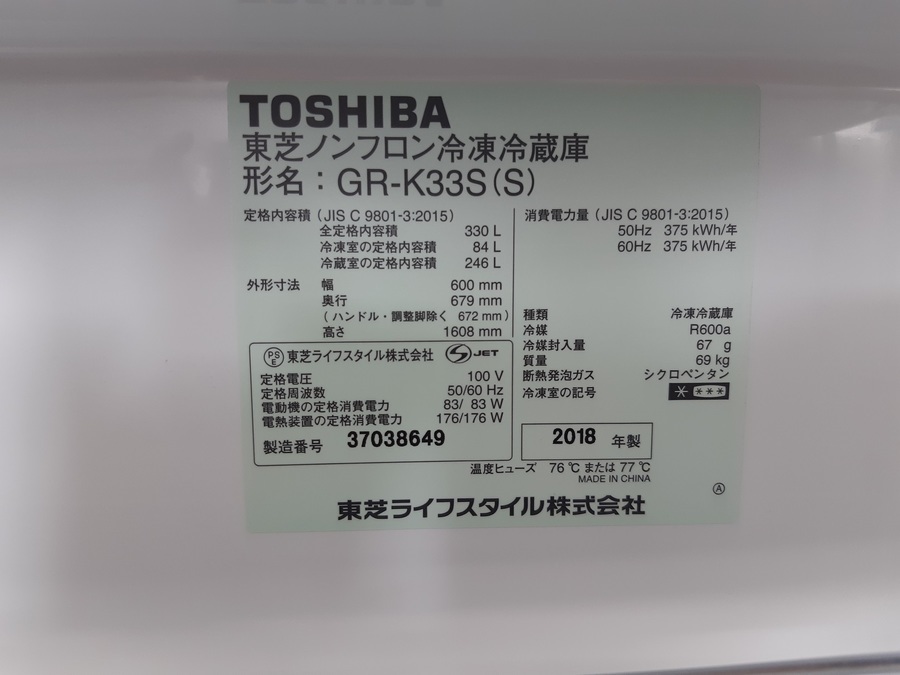 TOSHIBA
東芝ノンフロン冷凍冷蔵庫
形名：GR-K33S(S)
定格内容積（JIS C 9801-3:2015）
全定格内容積 330 L
冷凍室の定格内容積 84 L
冷蔵室の定格内容積 246 L
外形寸法 幅 600 mm
奥行 679 mm
（ハンドル・調整脚除く 672 mm）
高さ 1608 mm
PSE 東芝ライフスタイル株式会社 JET
定格電圧 100 V
定格周波数 50/60 Hz
電動機の定格消費電力 83/ 83 W
電熱装置の定格消費電力 176/176 W
製造番号 37038649
消費電力量（JIS C 9801-3:2015）
50Hz 375 kWh/年
60Hz 375 kWh/年
種類 冷凍冷蔵庫
冷媒 R600a
冷媒封入量 67 g
質量 69 kg
断熱発泡ガス シクロペンタン
冷凍室の記号
2018 年製
温度ヒューズ 76 ℃ または 77 ℃
MADE IN CHINA
Ⓐ
東芝ライフスタイル株式会社